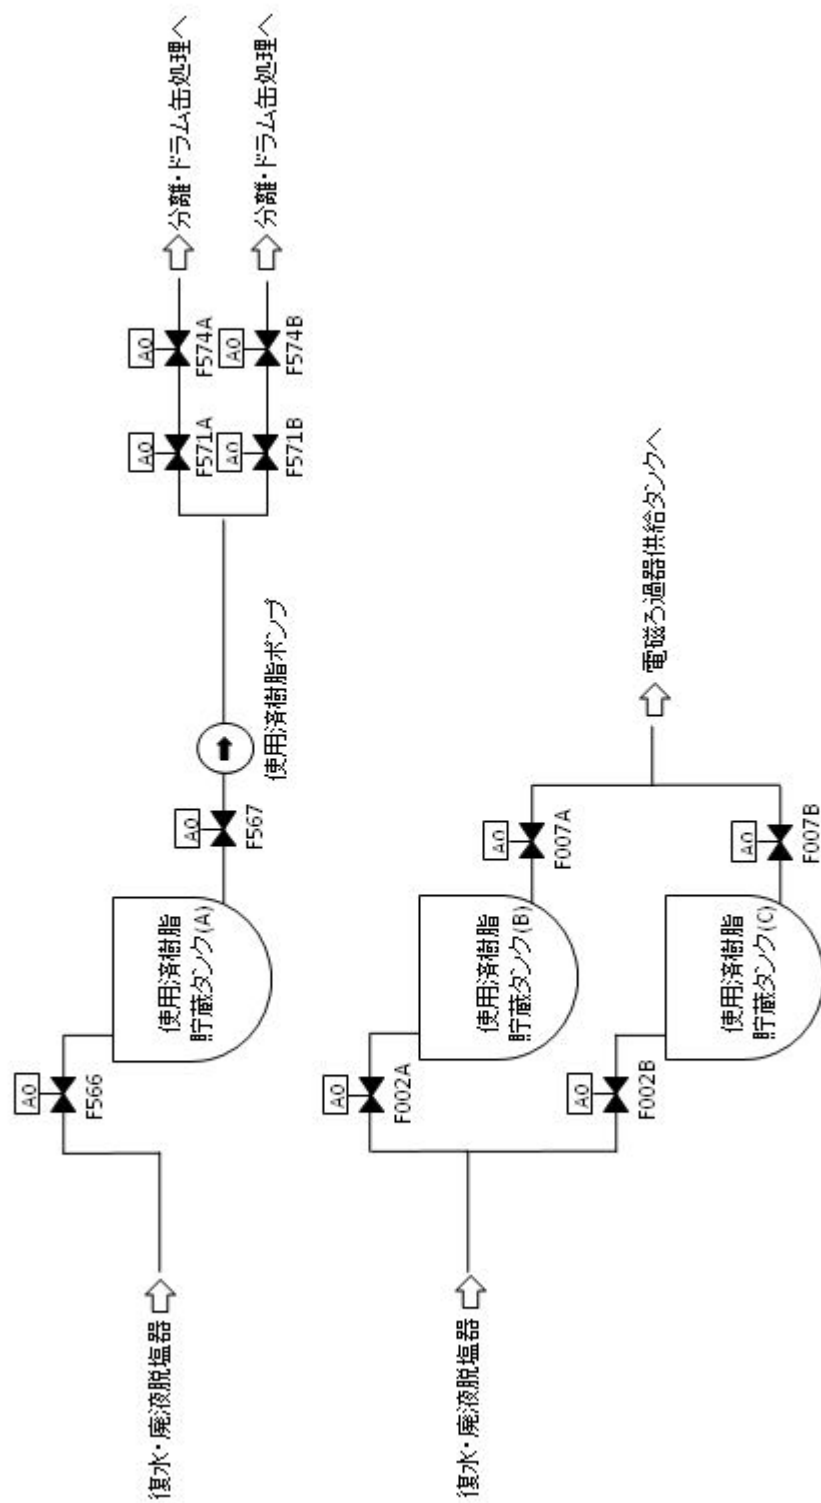 復水・廃液脱塩器
AO
F566
使用済樹脂
貯蔵タンク(A)
AO
F567
使用済樹脂ポンプ
AO
F571A
AO
F574A
分離・ドラム缶処理へ
AO
F571B
AO
F574B
分離・ドラム缶処理へ
復水・廃液脱塩器
AO
F002A
使用済樹脂
貯蔵タンク(B)
AO
F007A
電磁ろ過器供給タンクへ
AO
F002B
使用済樹脂
貯蔵タンク(C)
AO
F007B